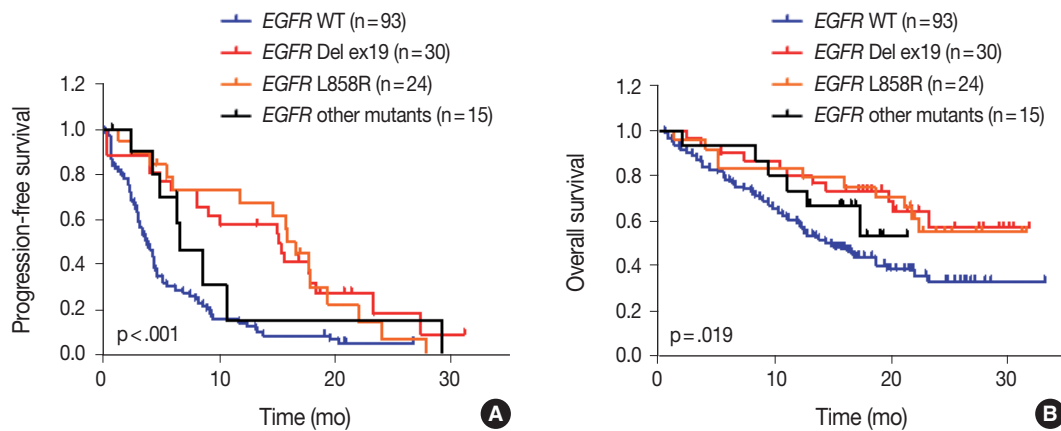 EGFR WT (n=93)
EGFR Del ex19 (n=30)
EGFR L858R (n=24)
EGFR other mutants (n=15)
1.2
1.0
0.8
0.6
0.4
0.2
0.0
Progression-free survival
p<.001
0 10 20 30
Time (mo)
A
EGFR WT (n=93)
EGFR Del ex19 (n=30)
EGFR L858R (n=24)
EGFR other mutants (n=15)
1.2
1.0
0.8
0.6
0.4
0.2
0.0
Overall survival
p=.019
0 10 20 30
Time (mo)
B